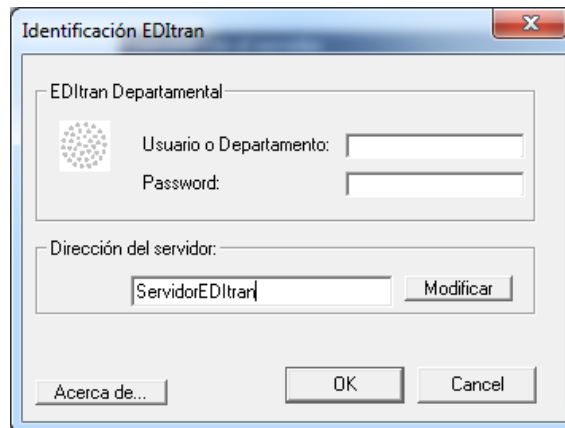 Identificación EDItran
EDItran Departamental
Usuario o Departamento:
Password:
Dirección del servidor:
ServidorEDItran
Modificar
Acerca de...
OK
Cancel